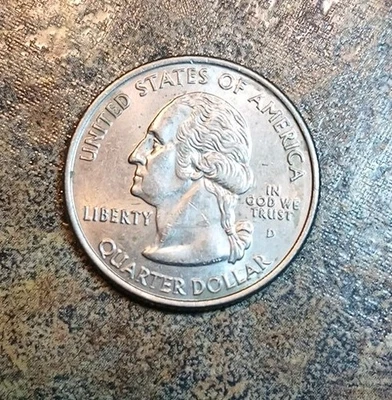 UNITED STATES OF AMERICA
LIBERTY
IN
GOD WE
TRUST
D
QUARTER DOLLAR